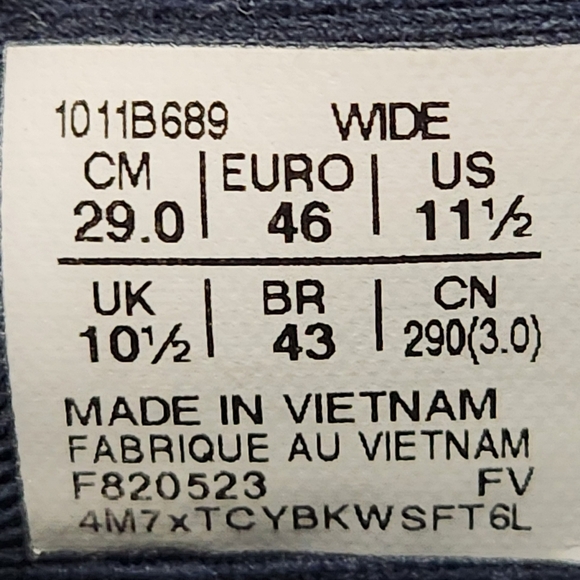 1011B689 WIDE
CM | EURO | US
29.0 | 46 | 11½
UK | BR | CN
10½ | 43 | 290(3.0)
MADE IN VIETNAM
FABRIQUE AU VIETNAM
F820523 FV
4M7xTCYBKWSFT6L